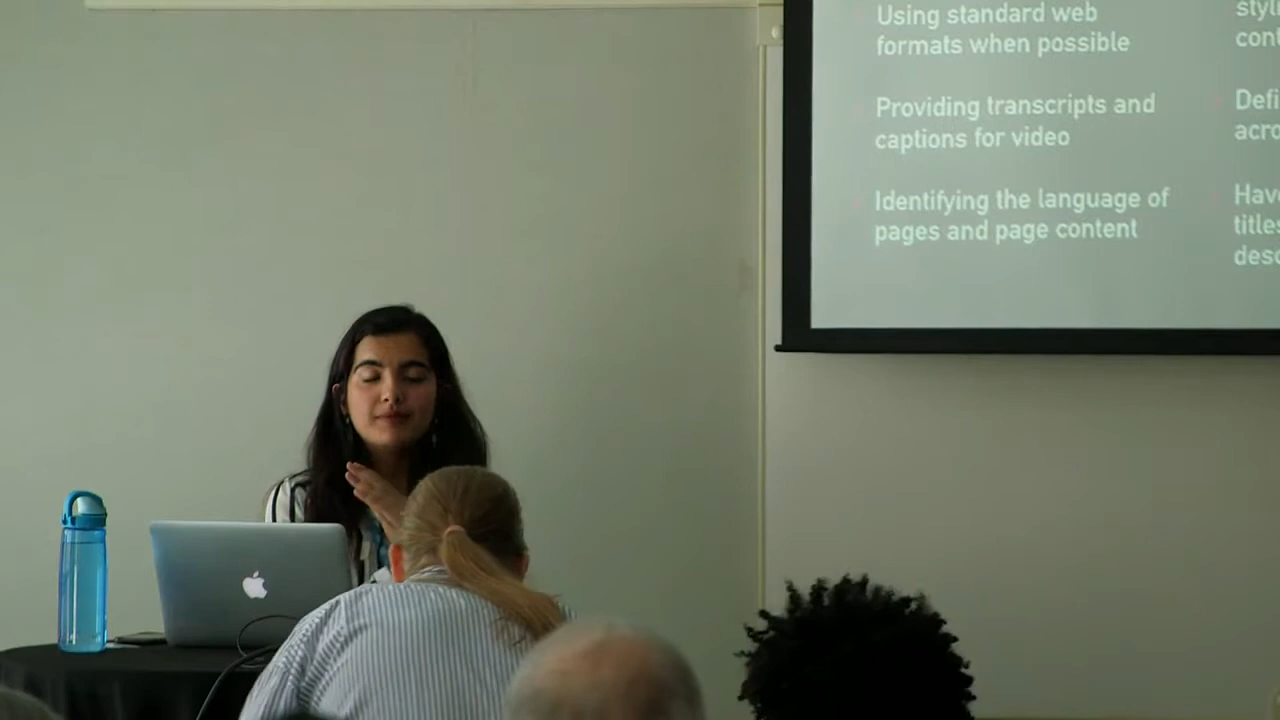 Using standard web
formats when possible
Providing transcripts and
captions for video
Identifying the language of
pages and page content